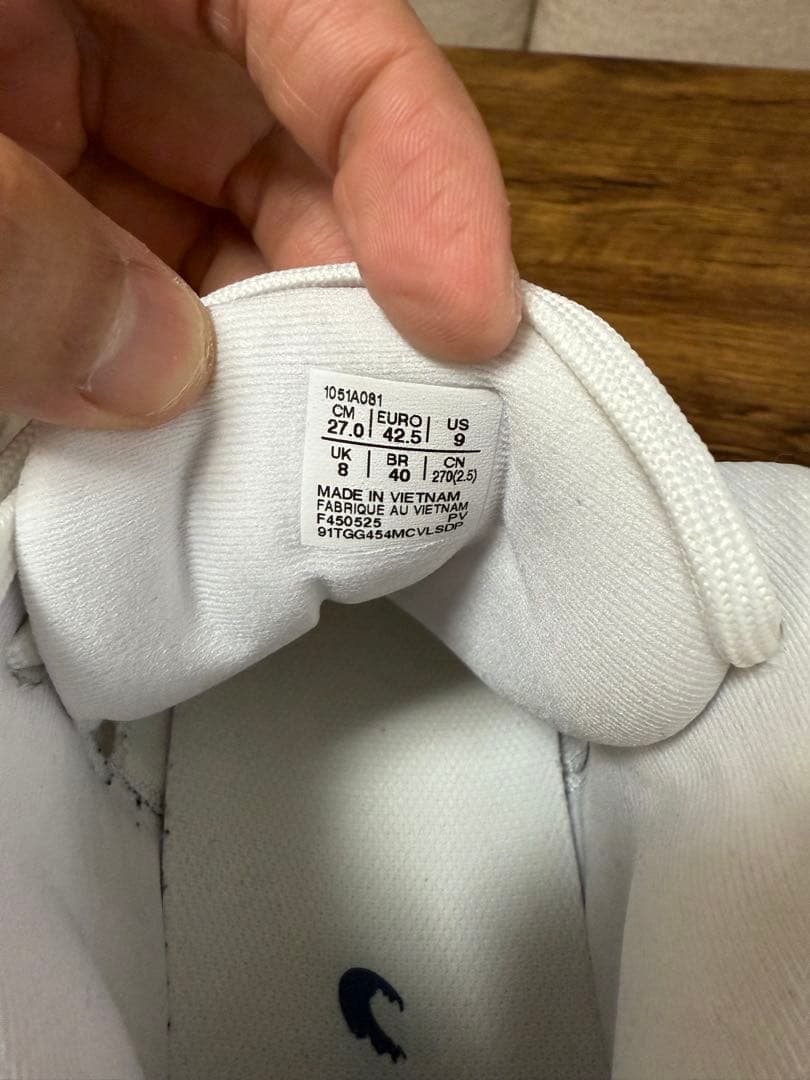 1051A081
CM | EURO | US
27.0 | 42.5 | 9
UK | BR | CN
8 | 40 | 270(2.5)
MADE IN VIETNAM
FABRIQUE AU VIETNAM
F450525 PV
91TGG454MCVLSDP